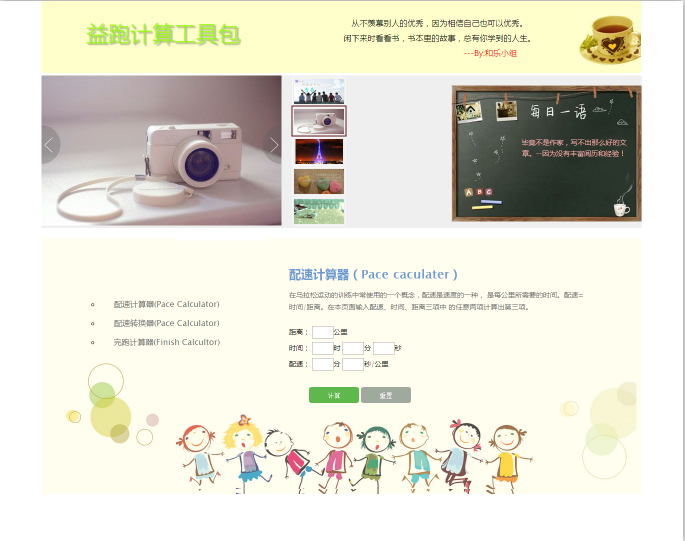 益跑计算工具包
从不羡慕别人的优秀，因为相信自己也可以优秀。
闲下来时看看书，书本里的故事，总有你学到的人生。
---By:和乐小组
每日一语
毕竟不是作家，写不出那么好的文
章。一因为没有丰富阅历和经验！
A B C
配速计算器(Pace Calculator)
配速转换器(Pace Calculator)
完跑计算器(Finish Calcultor)
配速计算器（Pace caculater）
在马拉松运动的训练中常使用的一个概念，配速是速度的一种， 是每公里所需要的时间。配速=
时间/距离。在本页面输入配速、时间、距离三项中 的任意两项计算出第三项。
距离： 公里
时间： 时 分 秒
配速： 分 秒/公里
计算 重置